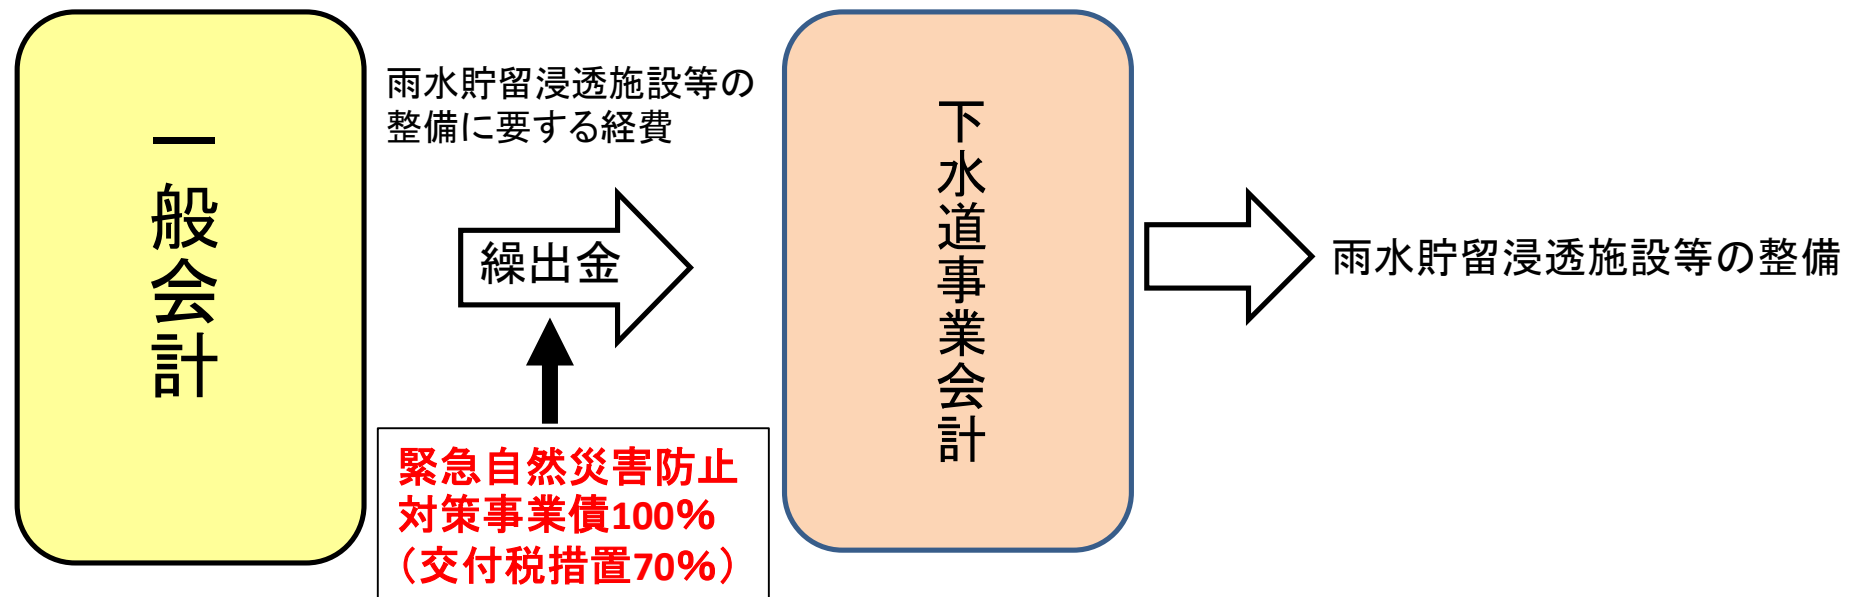 一般会計
雨水貯留浸透施設等の
整備に要する経費
繰出金
緊急自然災害防止
対策事業債100%
（交付税措置70%）
下水道事業会計
雨水貯留浸透施設等の整備